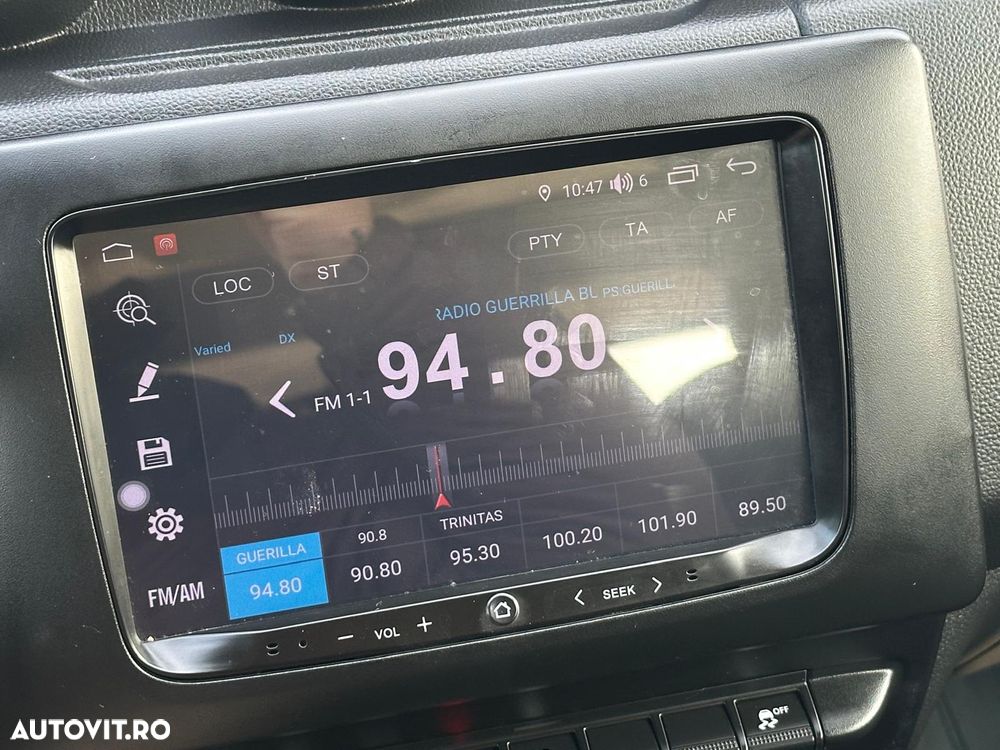 10:47 6
LOC ST PTY TA AF
RADIO GUERRILLA BL PS GUERILL
Varied DX
FM 1-1 94.80
FM/AM
GUERILLA 90.8 TRINITAS
94.80 90.80 95.30 100.20 101.90 89.50
− VOL + SEEK
OFF
AUTOVIT.RO